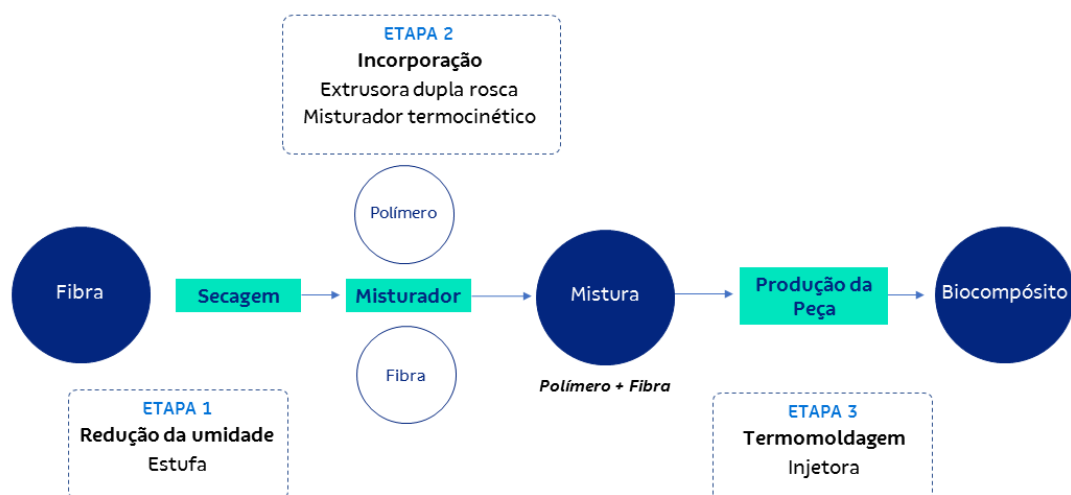 ETAPA 2
Incorporação
Extrusora dupla rosca
Misturador termocinético
Polímero
Fibra
Secagem
Misturador
Mistura
Produção da
Peça
Biocompósito
Fibra
Polímero + Fibra
ETAPA 1
Redução da umidade
Estufa
ETAPA 3
Termomoldagem
Injetora